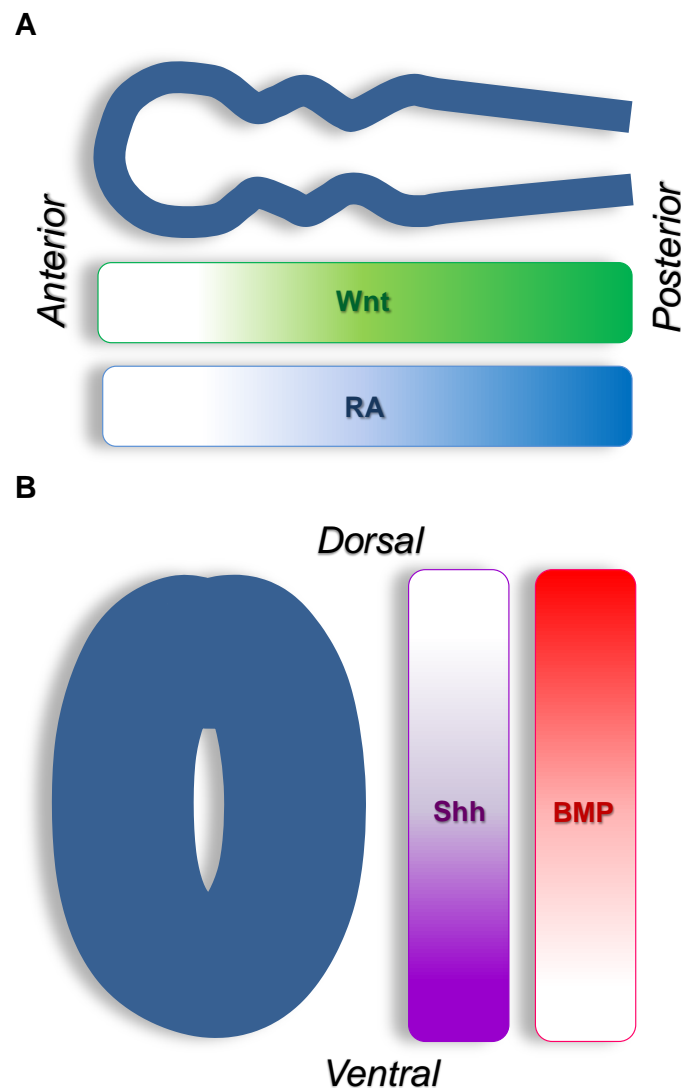 A
Anterior
Posterior
Wnt
RA
B
Dorsal
Shh
BMP
Ventral